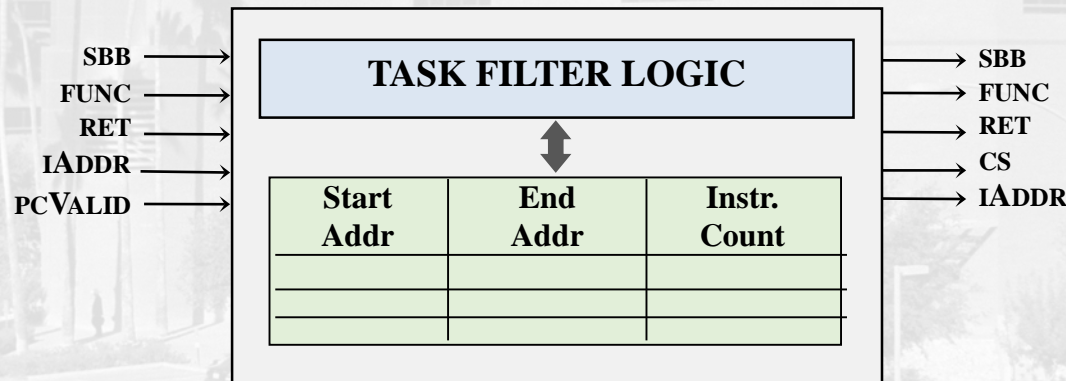 SBB
FUNC
RET
IADDR
PCVALID
TASK FILTER LOGIC
Start
Addr
End
Addr
Instr.
Count
SBB
FUNC
RET
CS
IADDR